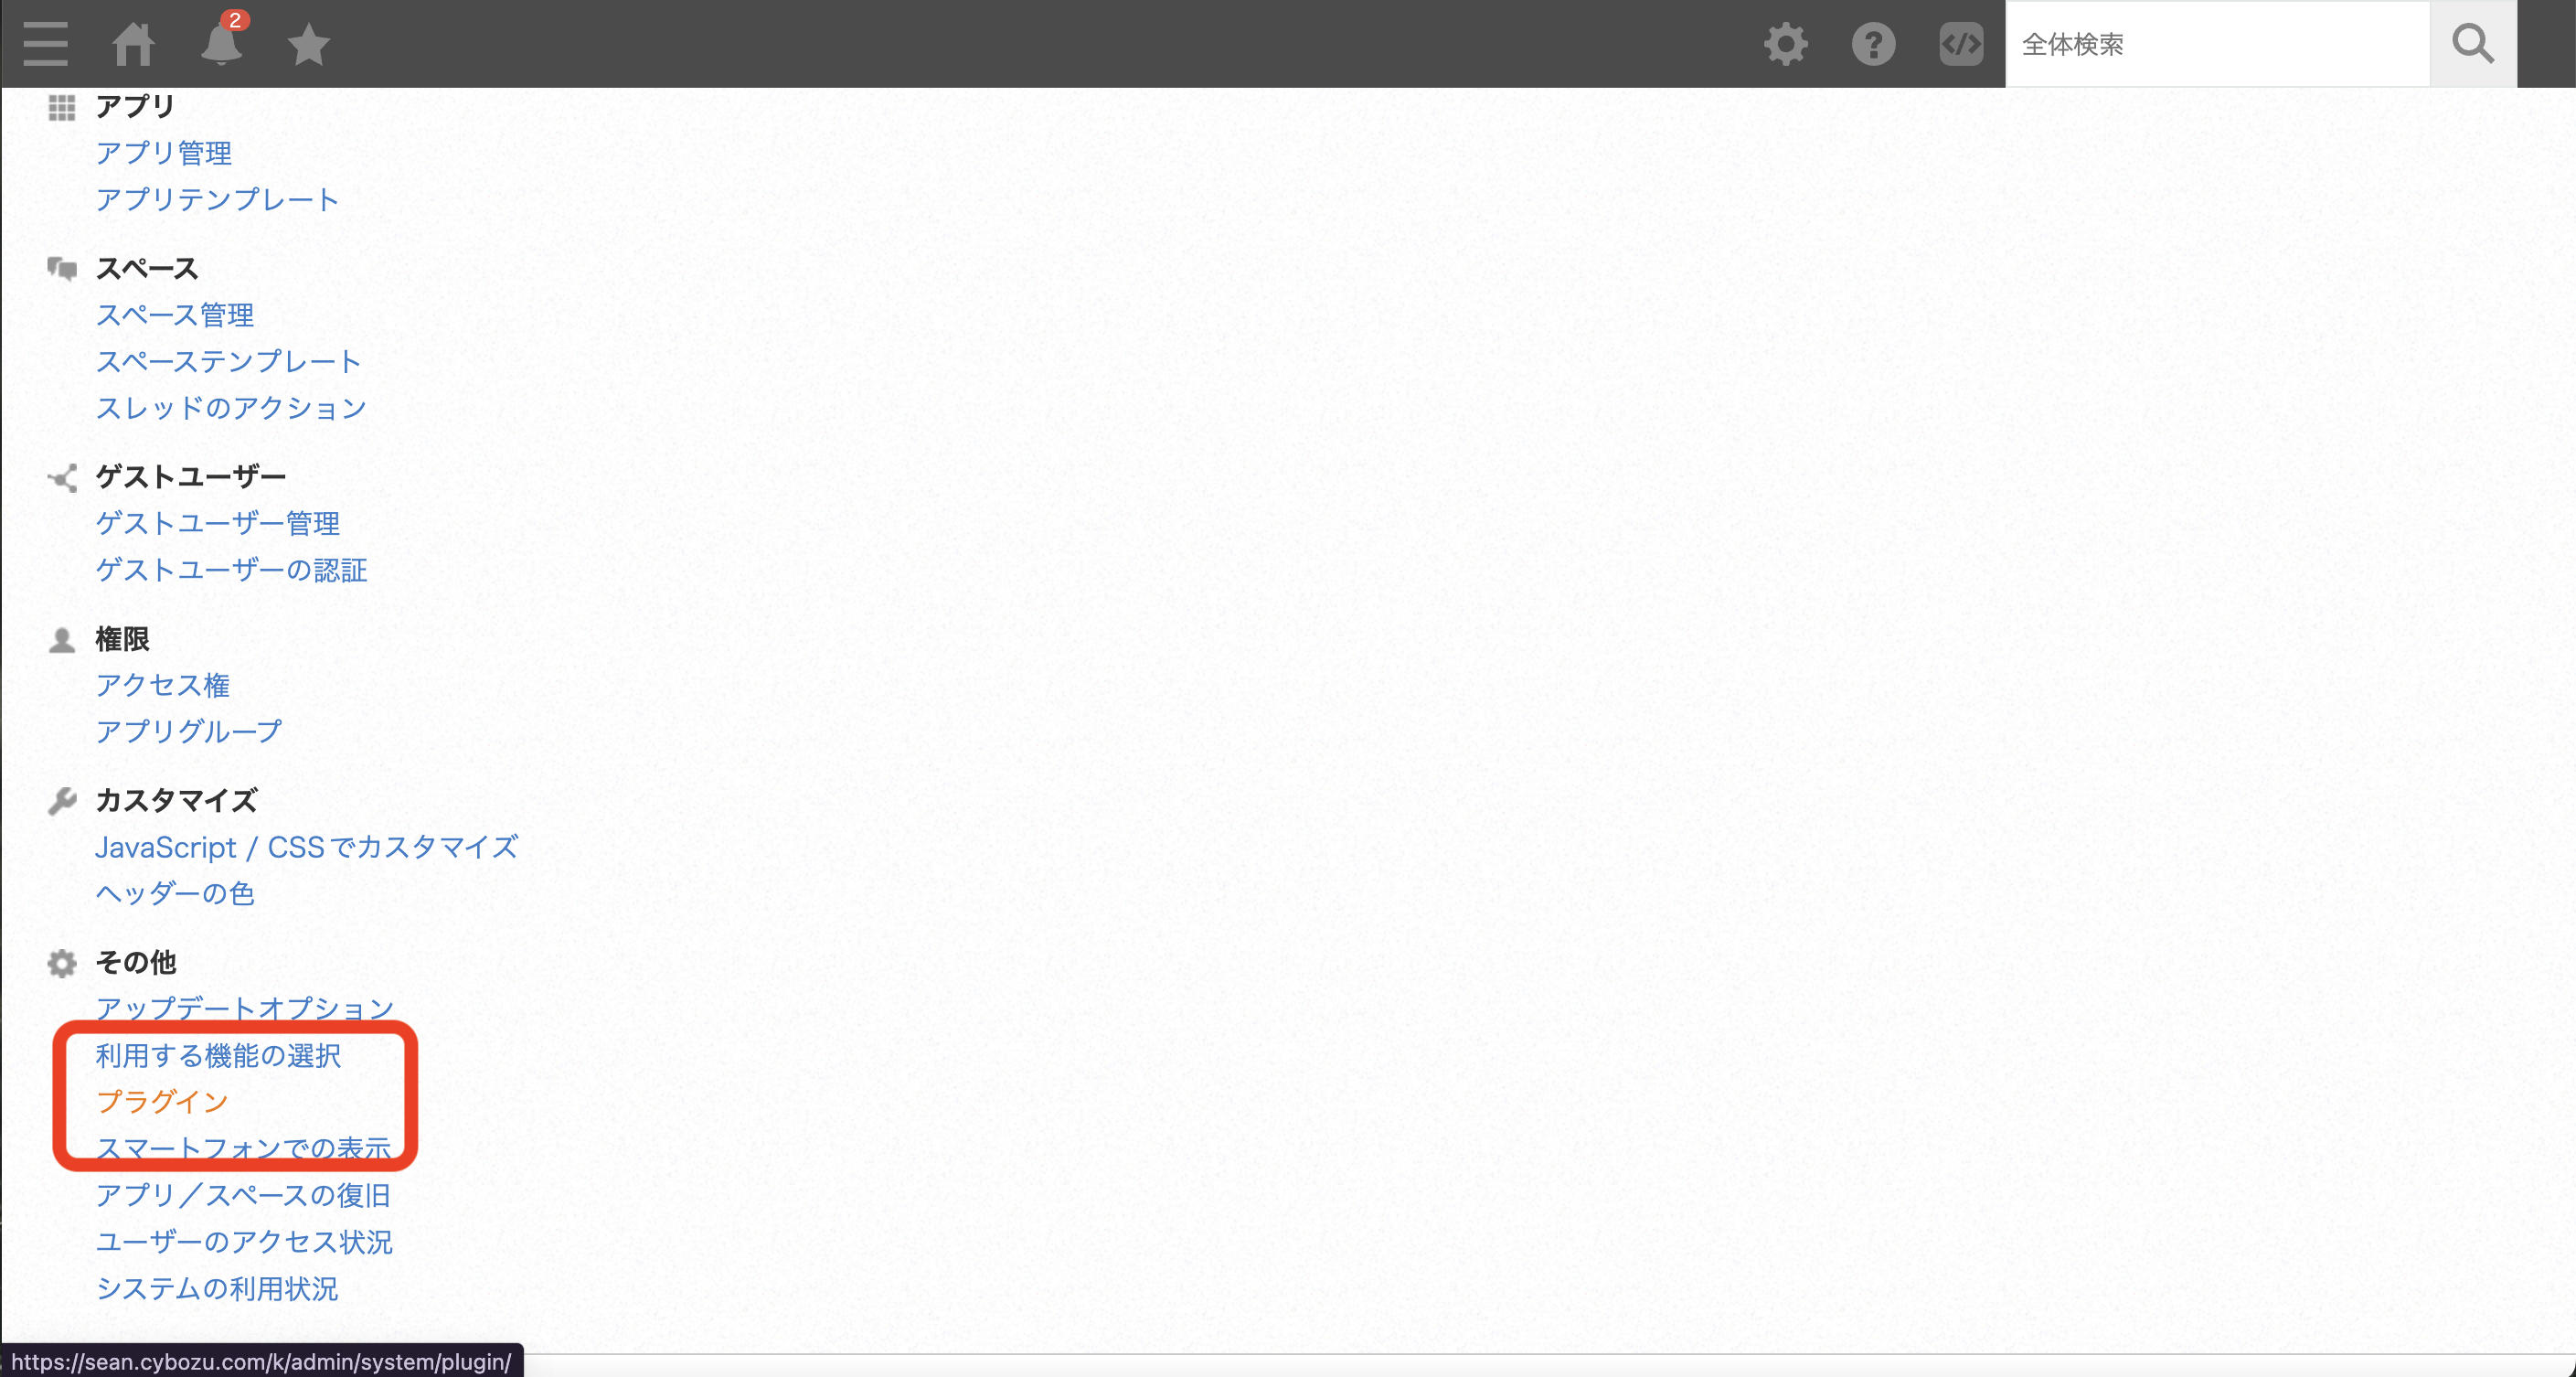 2
全体検索
アプリ
アプリ管理
アプリテンプレート
スペース
スペース管理
スペーステンプレート
スレッドのアクション
ゲストユーザー
ゲストユーザー管理
ゲストユーザーの認証
権限
アクセス権
アプリグループ
カスタマイズ
JavaScript / CSSでカスタマイズ
ヘッダーの色
その他
アップデートオプション
利用する機能の選択
プラグイン
スマートフォンでの表示
アプリ／スペースの復旧
ユーザーのアクセス状況
システムの利用状況
https://sean.cybozu.com/k/admin/system/plugin/